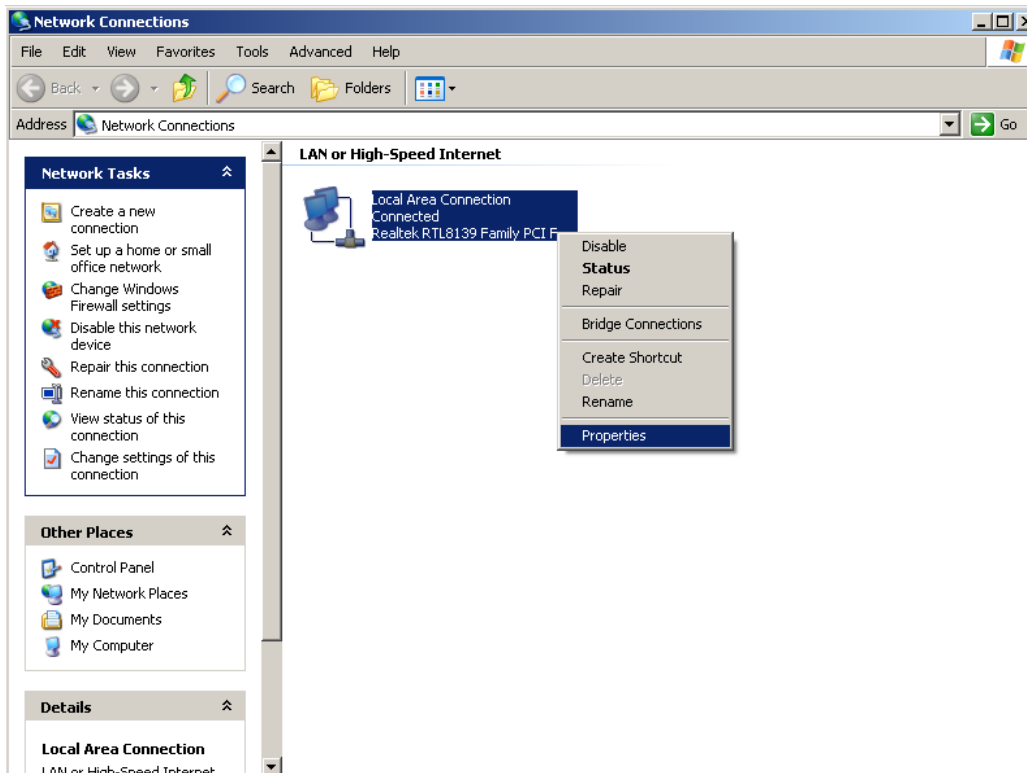 Network Connections
File Edit View Favorites Tools Advanced Help
Back Search Folders
Address Network Connections Go
Network Tasks
Create a new
connection
Set up a home or small
office network
Change Windows
Firewall settings
Disable this network
device
Repair this connection
Rename this connection
View status of this
connection
Change settings of this
connection
Other Places
Control Panel
My Network Places
My Documents
My Computer
Details
Local Area Connection
LAN or High-Speed Internet
LAN or High-Speed Internet
Local Area Connection
Connected
Realtek RTL8139 Family PCI F
Disable
Status
Repair
Bridge Connections
Create Shortcut
Delete
Rename
Properties